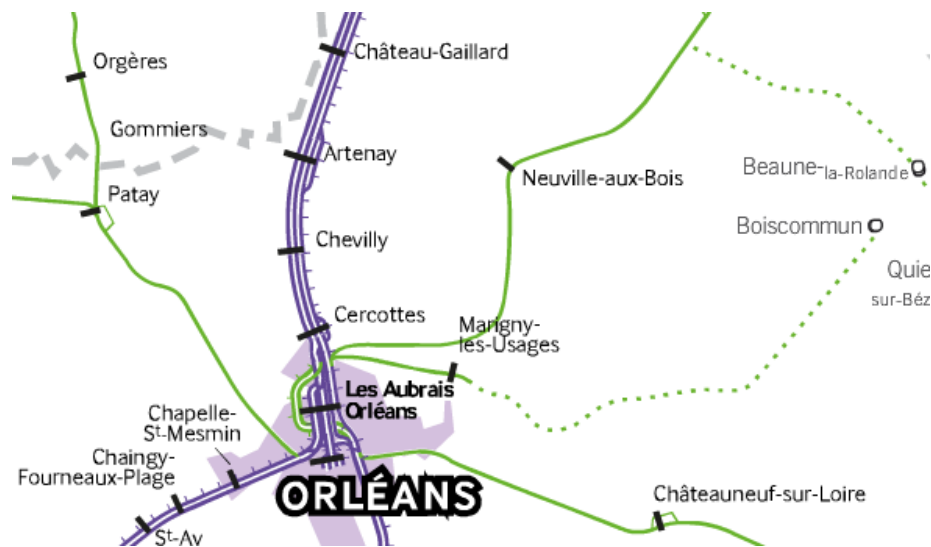 Château-Gaillard
Orgères
Gommiers
Artenay
Beaune-la-Rolande
Neuville-aux-Bois
Patay
Boiscommun
Chevilly
Quie
sur-Béz
Cercottes
Marigny-
les-Usages
Les Aubrais
Orléans
Chapelle-
St-Mesmin
Chaingy-
Fourneaux-Plage
ORLÉANS
Châteauneuf-sur-Loire
St-Ay